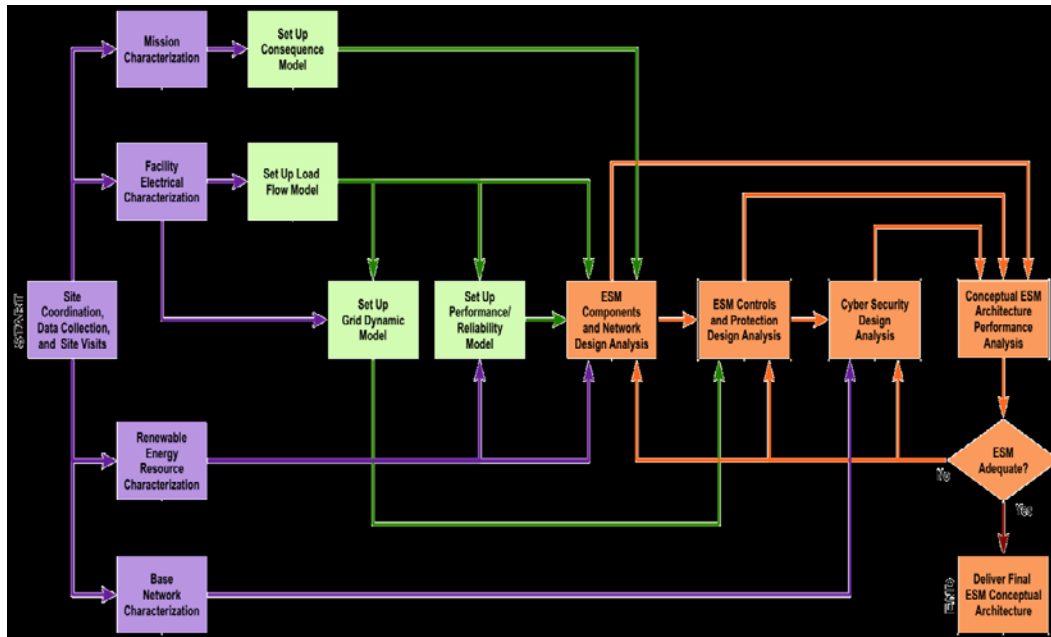 Mission
Characterization
Set Up
Consequence
Model
Facility
Electrical
Characterization
Set Up Load
Flow Model
START
Site
Coordination,
Data Collection,
and Site Visits
Set Up
Grid Dynamic
Model
Set Up
Performance/
Reliability
Model
ESM
Components
and Network
Design Analysis
ESM Controls
and Protection
Design Analysis
Cyber Security
Design
Analysis
Conceptual ESM
Architecture
Performance
Analysis
Renewable
Energy
Resource
Characterization
ESM
Adequate?
No
Yes
Base
Network
Characterization
END
Deliver Final
ESM Conceptual
Architecture